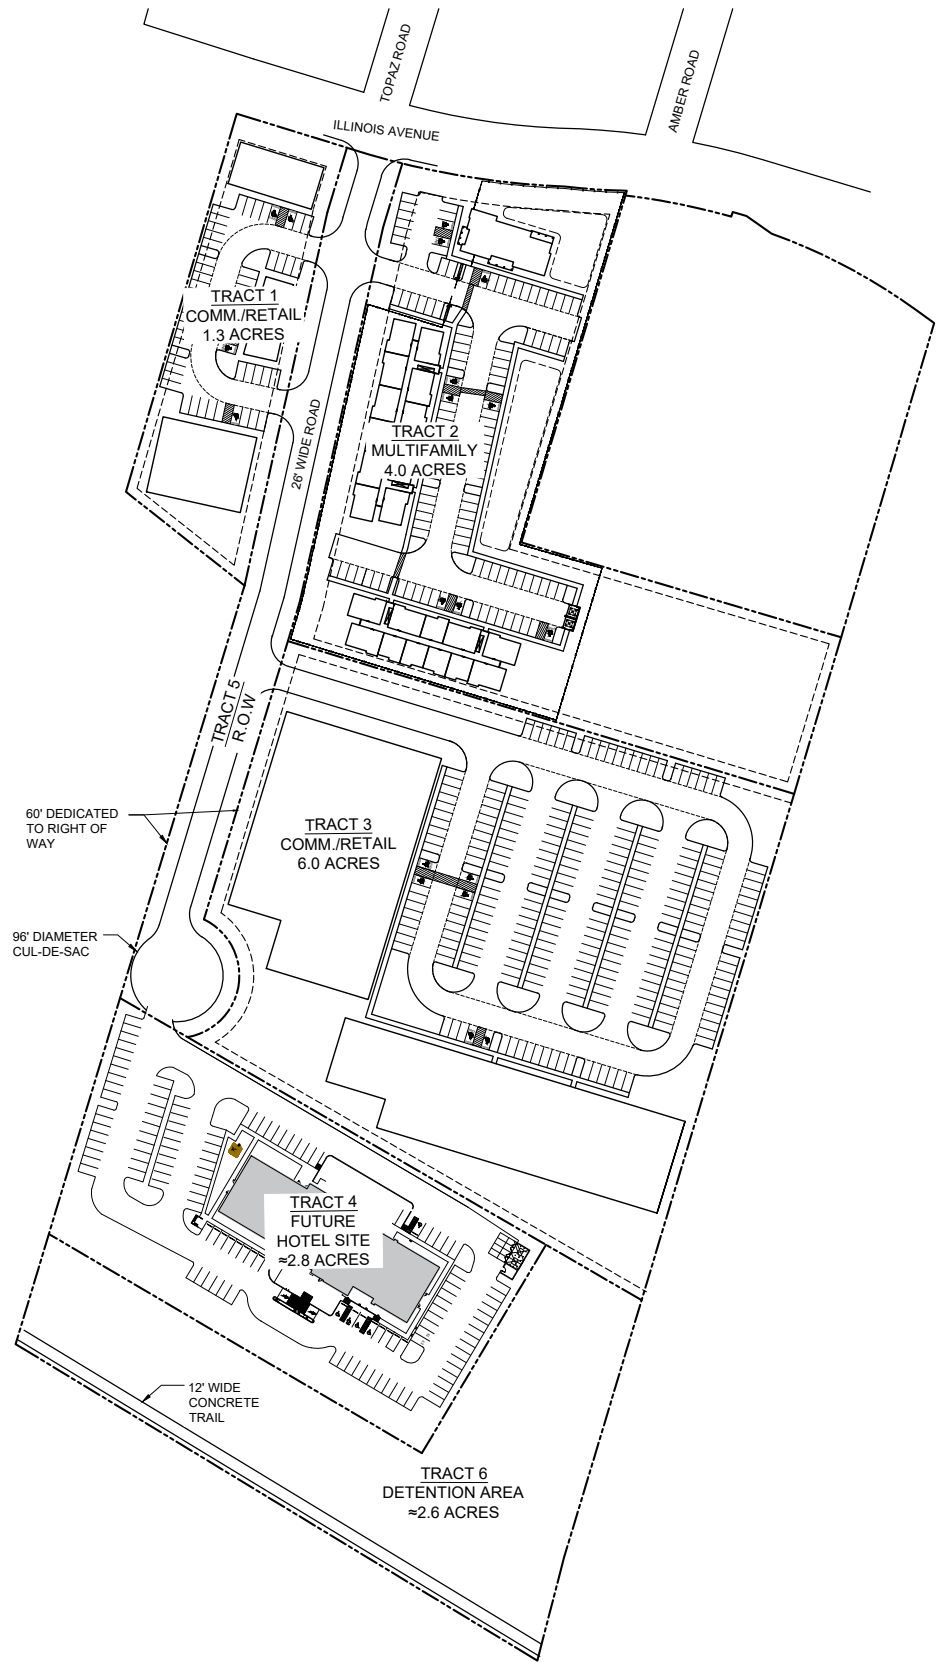 TOPAZ ROAD
AMBER ROAD
ILLINOIS AVENUE
TRACT 1
COMM./RETAIL
1.3 ACRES
26' WIDE ROAD
TRACT 2
MULTIFAMILY
4.0 ACRES
TRACT 5
R.O.W
60' DEDICATED
TO RIGHT OF
WAY
TRACT 3
COMM./RETAIL
6.0 ACRES
96' DIAMETER
CUL-DE-SAC
TRACT 4
FUTURE
HOTEL SITE
≈2.8 ACRES
12' WIDE
CONCRETE
TRAIL
TRACT 6
DETENTION AREA
≈2.6 ACRES